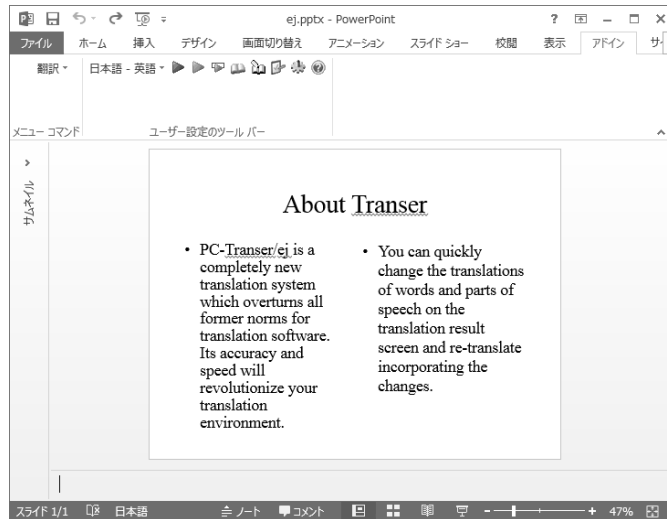 ej.pptx - PowerPoint
ファイル ホーム 挿入 デザイン 画面切り替え アニメーション スライド ショー 校閲 表示 アドイン
翻訳 日本語 - 英語
メニュー コマンド ユーザー設定のツール バー
サムネイル
About Transer
• PC-Transer/ej is a
completely new
translation system
which overturns all
former norms for
translation software.
Its accuracy and
speed will
revolutionize your
translation
environment.
• You can quickly
change the translations
of words and parts of
speech on the
translation result
screen and re-translate
incorporating the
changes.
スライド 1/1 日本語 ノート コメント 47%